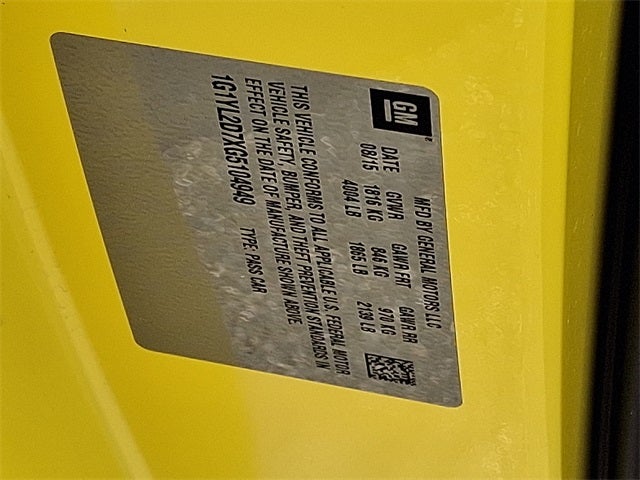 GM
MFD BY GENERAL MOTORS LLC
DATE GVWR GAWR FRT GAWR RR
08/15 1816 KG 846 KG 970 KG
4004 LB 1865 LB 2139 LB
THIS VEHICLE CONFORMS TO ALL APPLICABLE U.S. FEDERAL MOTOR
VEHICLE SAFETY, BUMPER, AND THEFT PREVENTION STANDARDS IN
EFFECT ON THE DATE OF MANUFACTURE SHOWN ABOVE.
1G1YL2D7XG5104949 TYPE: PASS CAR